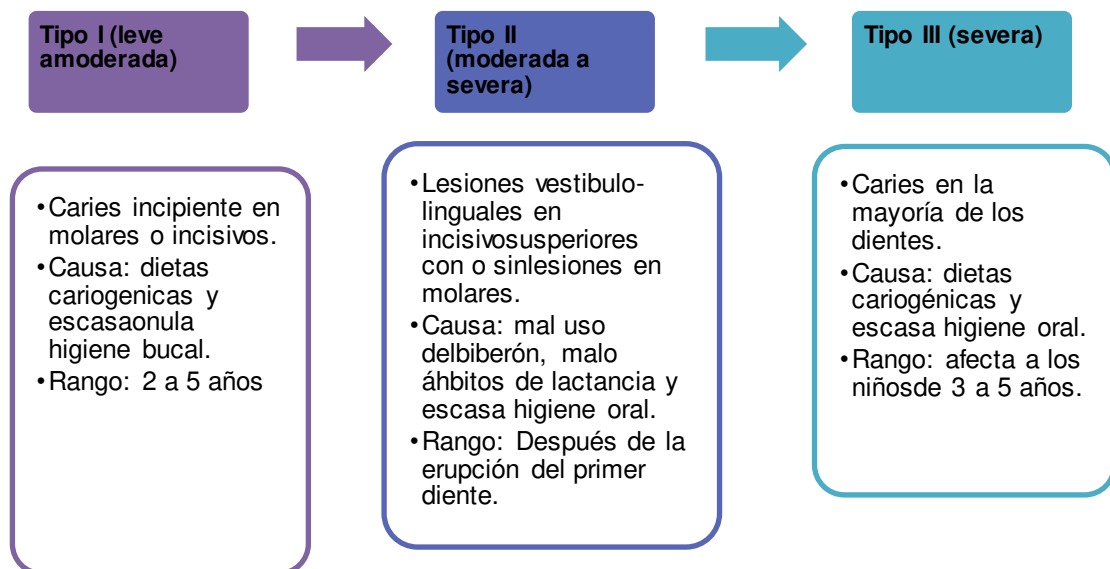 Tipo I (leve
amoderada)
Tipo II
(moderada a
severa)
Tipo III (severa)
•Caries incipiente en
molares o incisivos.
•Causa: dietas
cariogenicas y
escasaonula
higiene bucal.
•Rango: 2 a 5 años
•Lesiones vestibulo-
linguales en
incisivosusperiores
con o sinlesiones en
molares.
•Causa: mal uso
delbiberón, malo
áhbitos de lactancia y
escasa higiene oral.
•Rango: Después de la
erupción del primer
diente.
•Caries en la
mayoría de los
dientes.
•Causa: dietas
cariogénicas y
escasa higiene oral.
•Rango: afecta a los
niñosde 3 a 5 años.